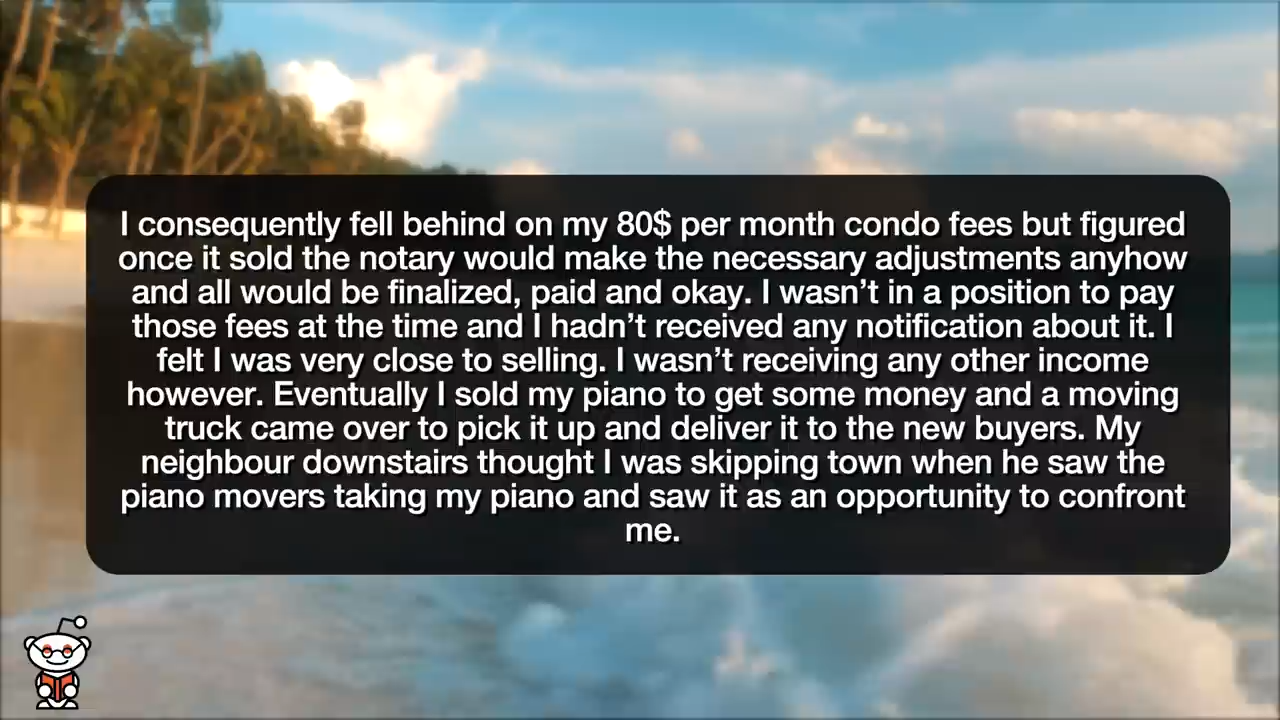 I consequently fell behind on my 80$ per month condo fees but figured
once it sold the notary would make the necessary adjustments anyhow
and all would be finalized, paid and okay. I wasn’t in a position to pay
those fees at the time and I hadn’t received any notification about it. I
felt I was very close to selling. I wasn’t receiving any other income
however. Eventually I sold my piano to get some money and a moving
truck came over to pick it up and deliver it to the new buyers. My
neighbour downstairs thought I was skipping town when he saw the
piano movers taking my piano and saw it as an opportunity to confront
me.